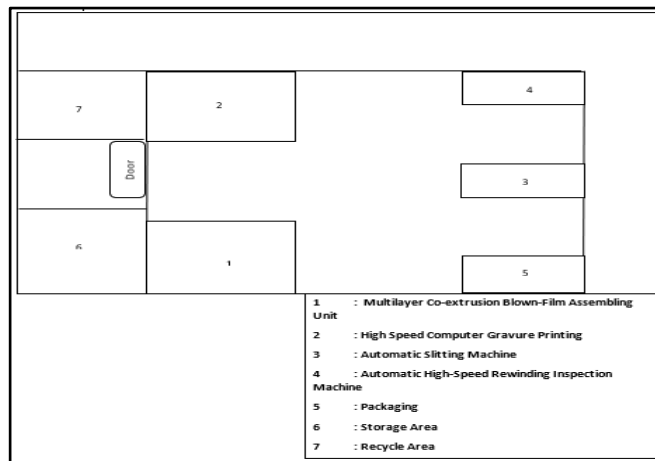 4
2
7
Door
3
6
1
5
1 : Multilayer Co-extrusion Blown-Film Assembling
Unit
2 : High Speed Computer Gravure Printing
3 : Automatic Slitting Machine
4 : Automatic High-Speed Rewinding Inspection
Machine
5 : Packaging
6 : Storage Area
7 : Recycle Area